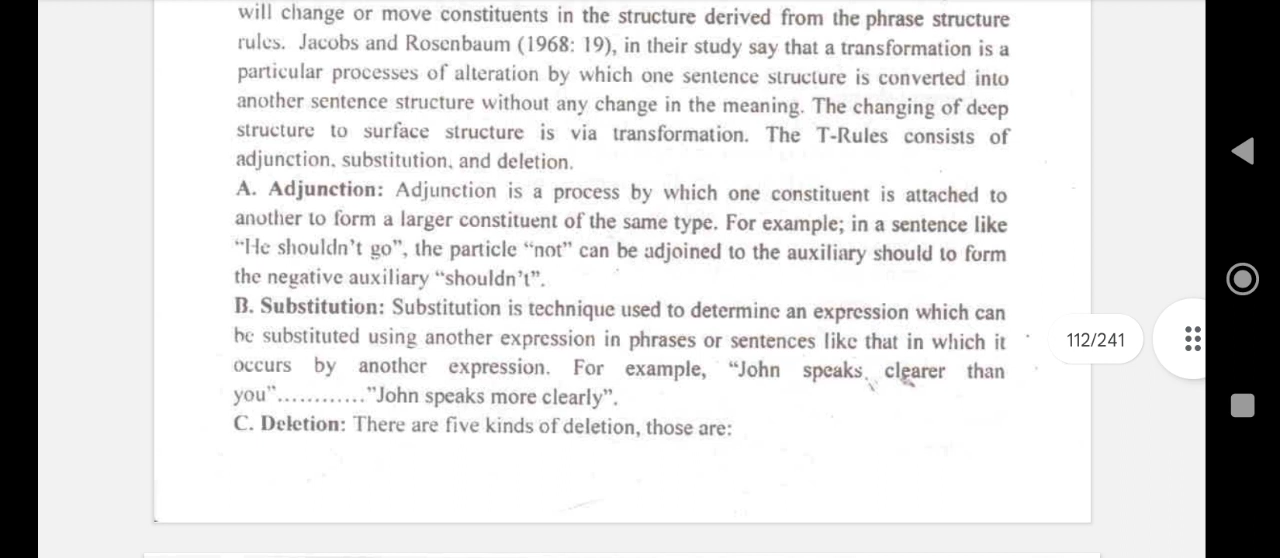 will change or move constituents in the structure derived from the phrase structure
rules. Jacobs and Rosenbaum (1968: 19), in their study say that a transformation is a
particular processes of alteration by which one sentence structure is converted into
another sentence structure without any change in the meaning. The changing of deep
structure to surface structure is via transformation. The T-Rules consists of
adjunction, substitution, and deletion.
A. Adjunction: Adjunction is a process by which one constituent is attached to
another to form a larger constituent of the same type. For example; in a sentence like
“He shouldn’t go”, the particle “not” can be adjoined to the auxiliary should to form
the negative auxiliary “shouldn’t”.
B. Substitution: Substitution is technique used to determine an expression which can
be substituted using another expression in phrases or sentences like that in which it
occurs by another expression. For example, “John speaks clearer than
you”............”John speaks more clearly”.
C. Deletion: There are five kinds of deletion, those are:
112/241